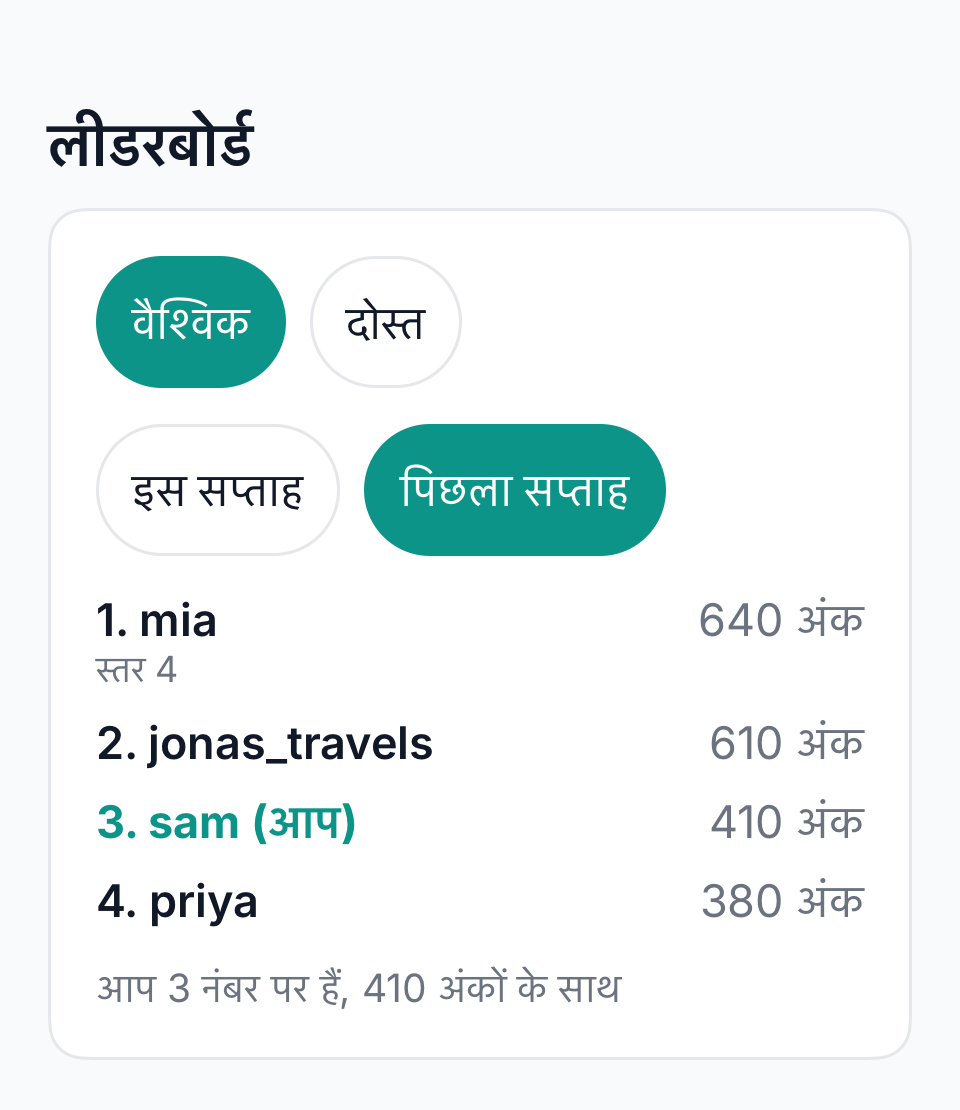 लीडरबोर्ड
वैश्विक दोस्त
इस सप्ताह पिछला सप्ताह
1. mia 640 अंक
स्तर 4
2. jonas_travels 610 अंक
3. sam (आप) 410 अंक
4. priya 380 अंक
आप 3 नंबर पर हैं, 410 अंकों के साथ